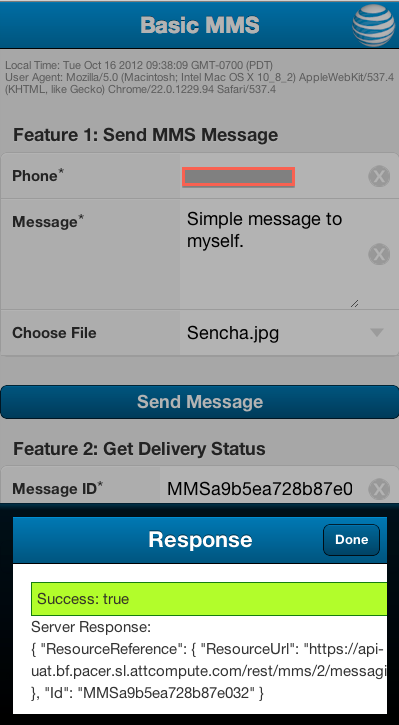 Basic MMS
Local Time: Tue Oct 16 2012 09:38:09 GMT-0700 (PDT)
User Agent: Mozilla/5.0 (Macintosh; Intel Mac OS X 10_8_2) AppleWebKit/537.4
(KHTML, like Gecko) Chrome/22.0.1229.94 Safari/537.4
Feature 1: Send MMS Message
Phone*
Message*
Simple message to
myself.
Choose File
Sencha.jpg
Send Message
Feature 2: Get Delivery Status
Message ID*
MMSa9b5ea728b87e0
Response
Done
Success: true
Server Response:
{ "ResourceReference": { "ResourceUrl": "https://api-
uat.bf.pacer.sl.attcompute.com/rest/mms/2/messagi
}, "Id": "MMSa9b5ea728b87e032" }